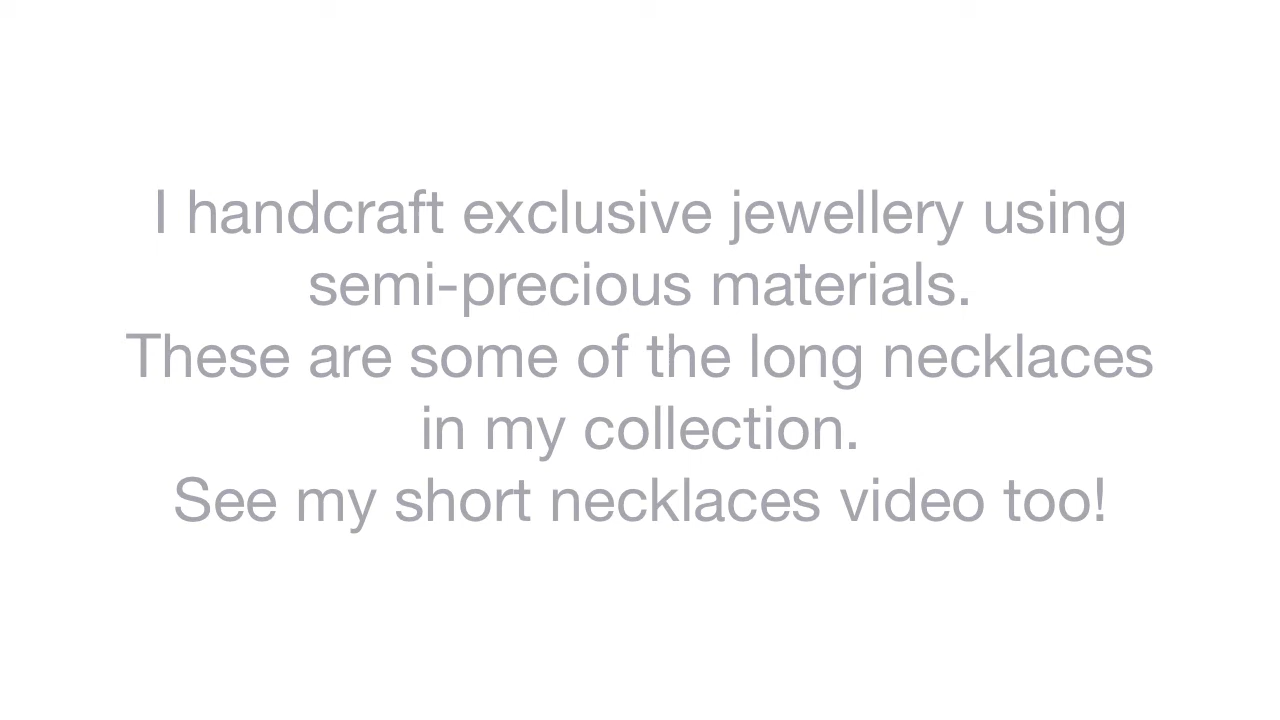 I handcraft exclusive jewellery using
semi-precious materials.
These are some of the long necklaces
in my collection.
See my short necklaces video too!